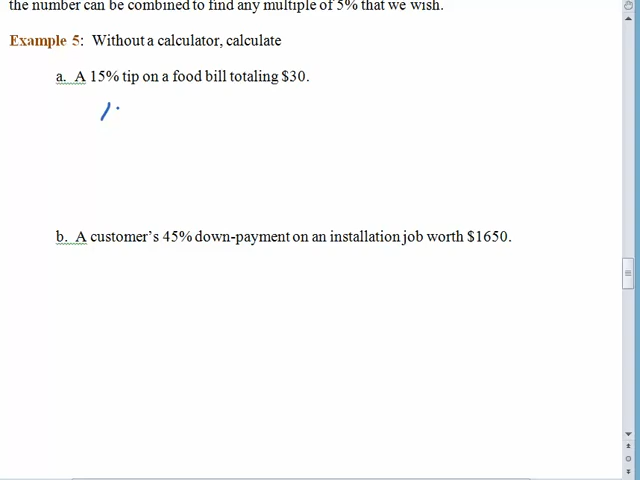 the number can be combined to find any multiple of 5% that we wish.
Example 5: Without a calculator, calculate
a. A 15% tip on a food bill totaling $30.
b. A customer's 45% down-payment on an installation job worth $1650.